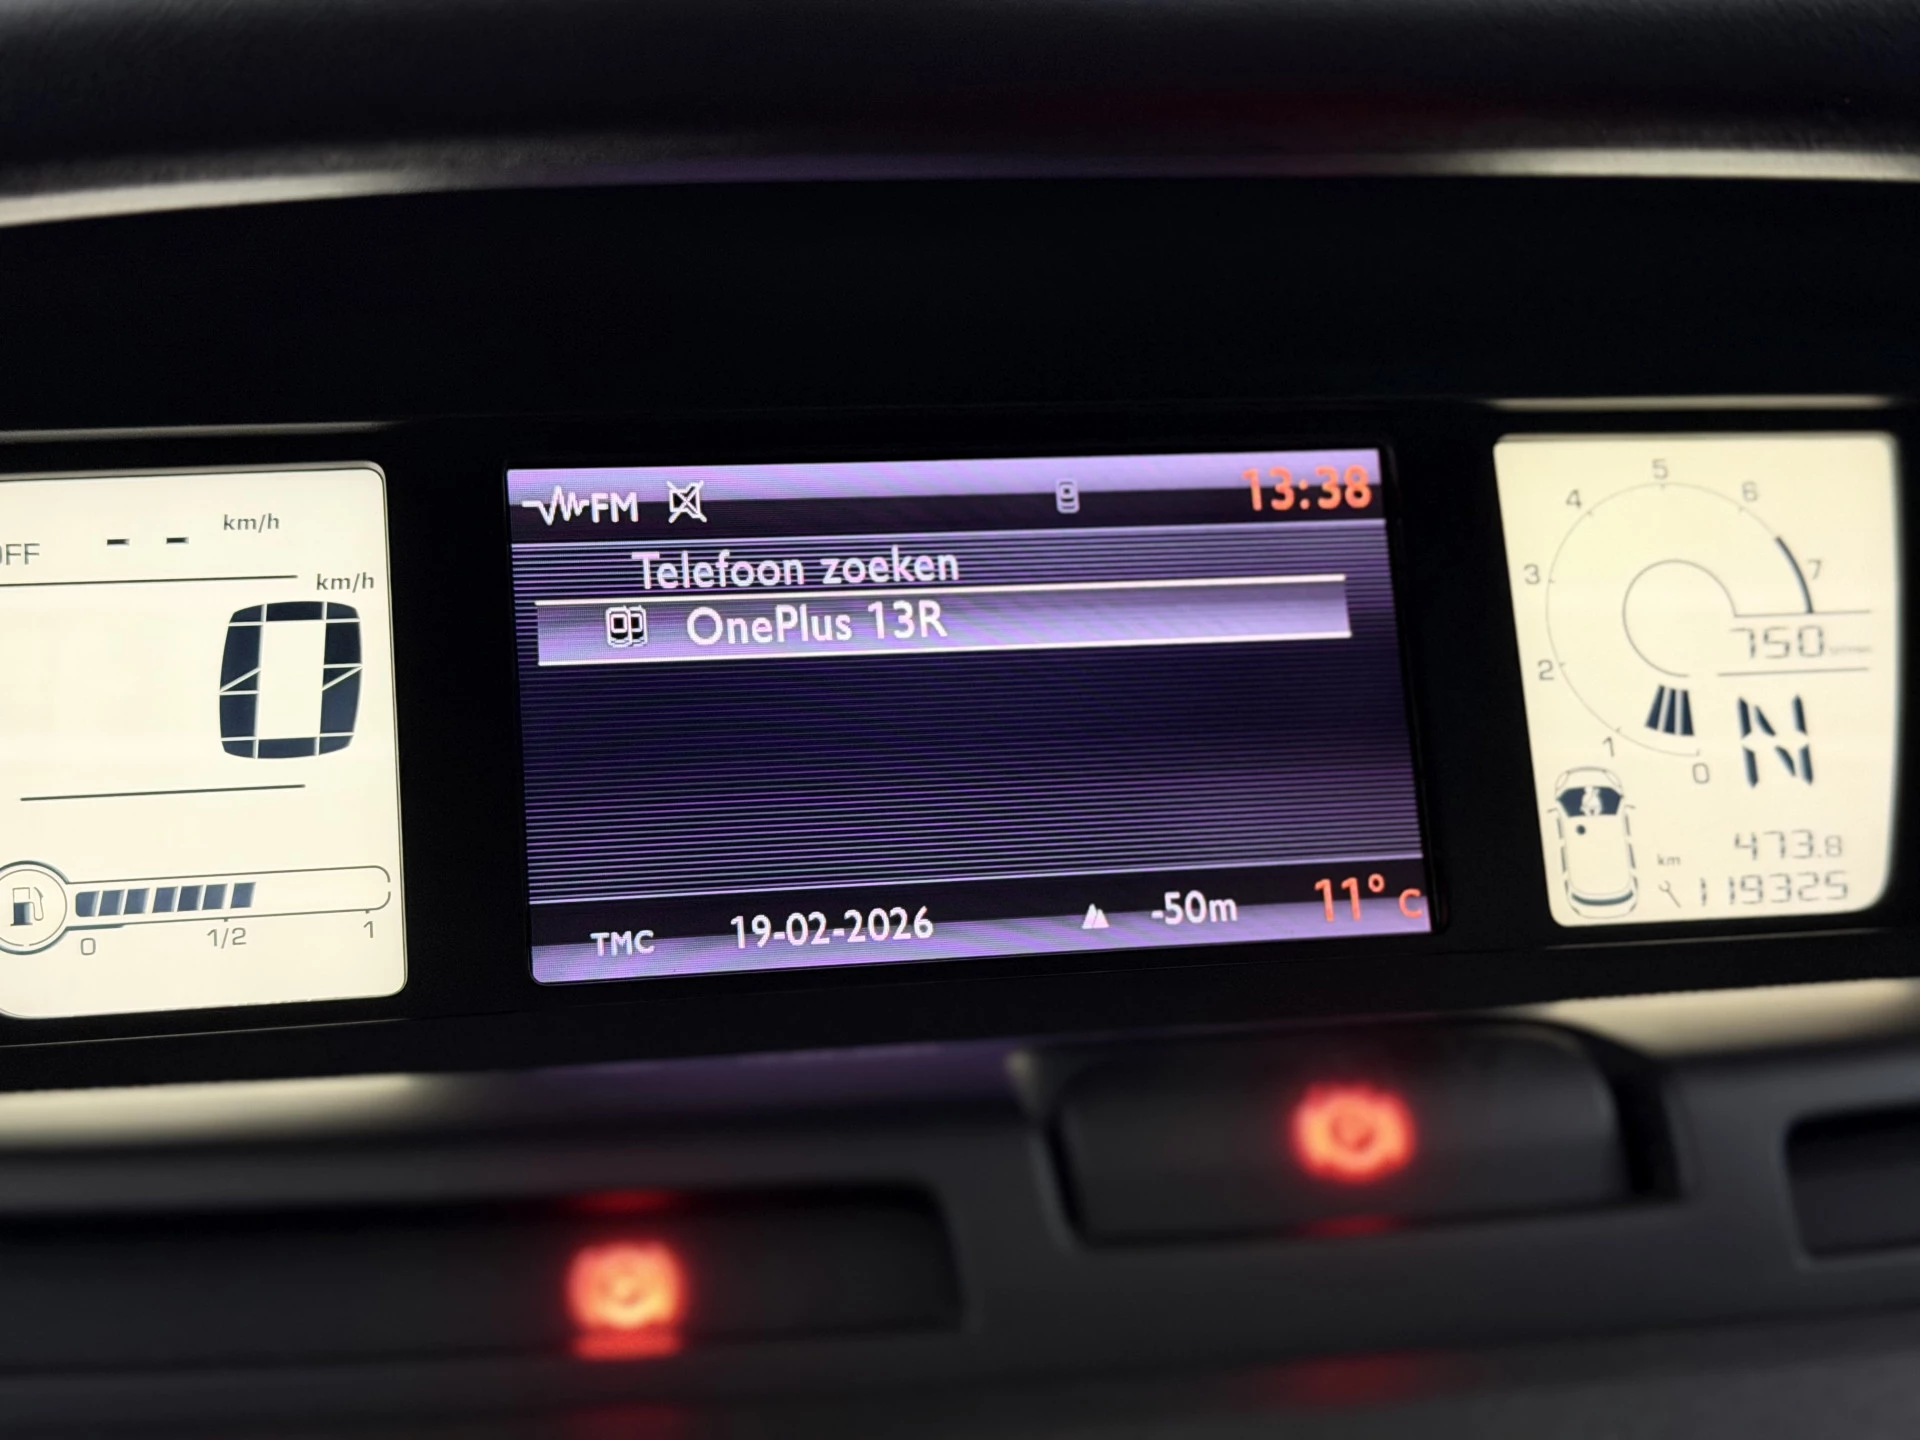 FM 13:38
Telefoon zoeken
OnePlus 13R
TMC 19-02-2026 -50m 11° C
-- km/h
km/h
0
0 1/2 1
5
4 6
3 7
750
2
N
1
0
473.8
km
119325